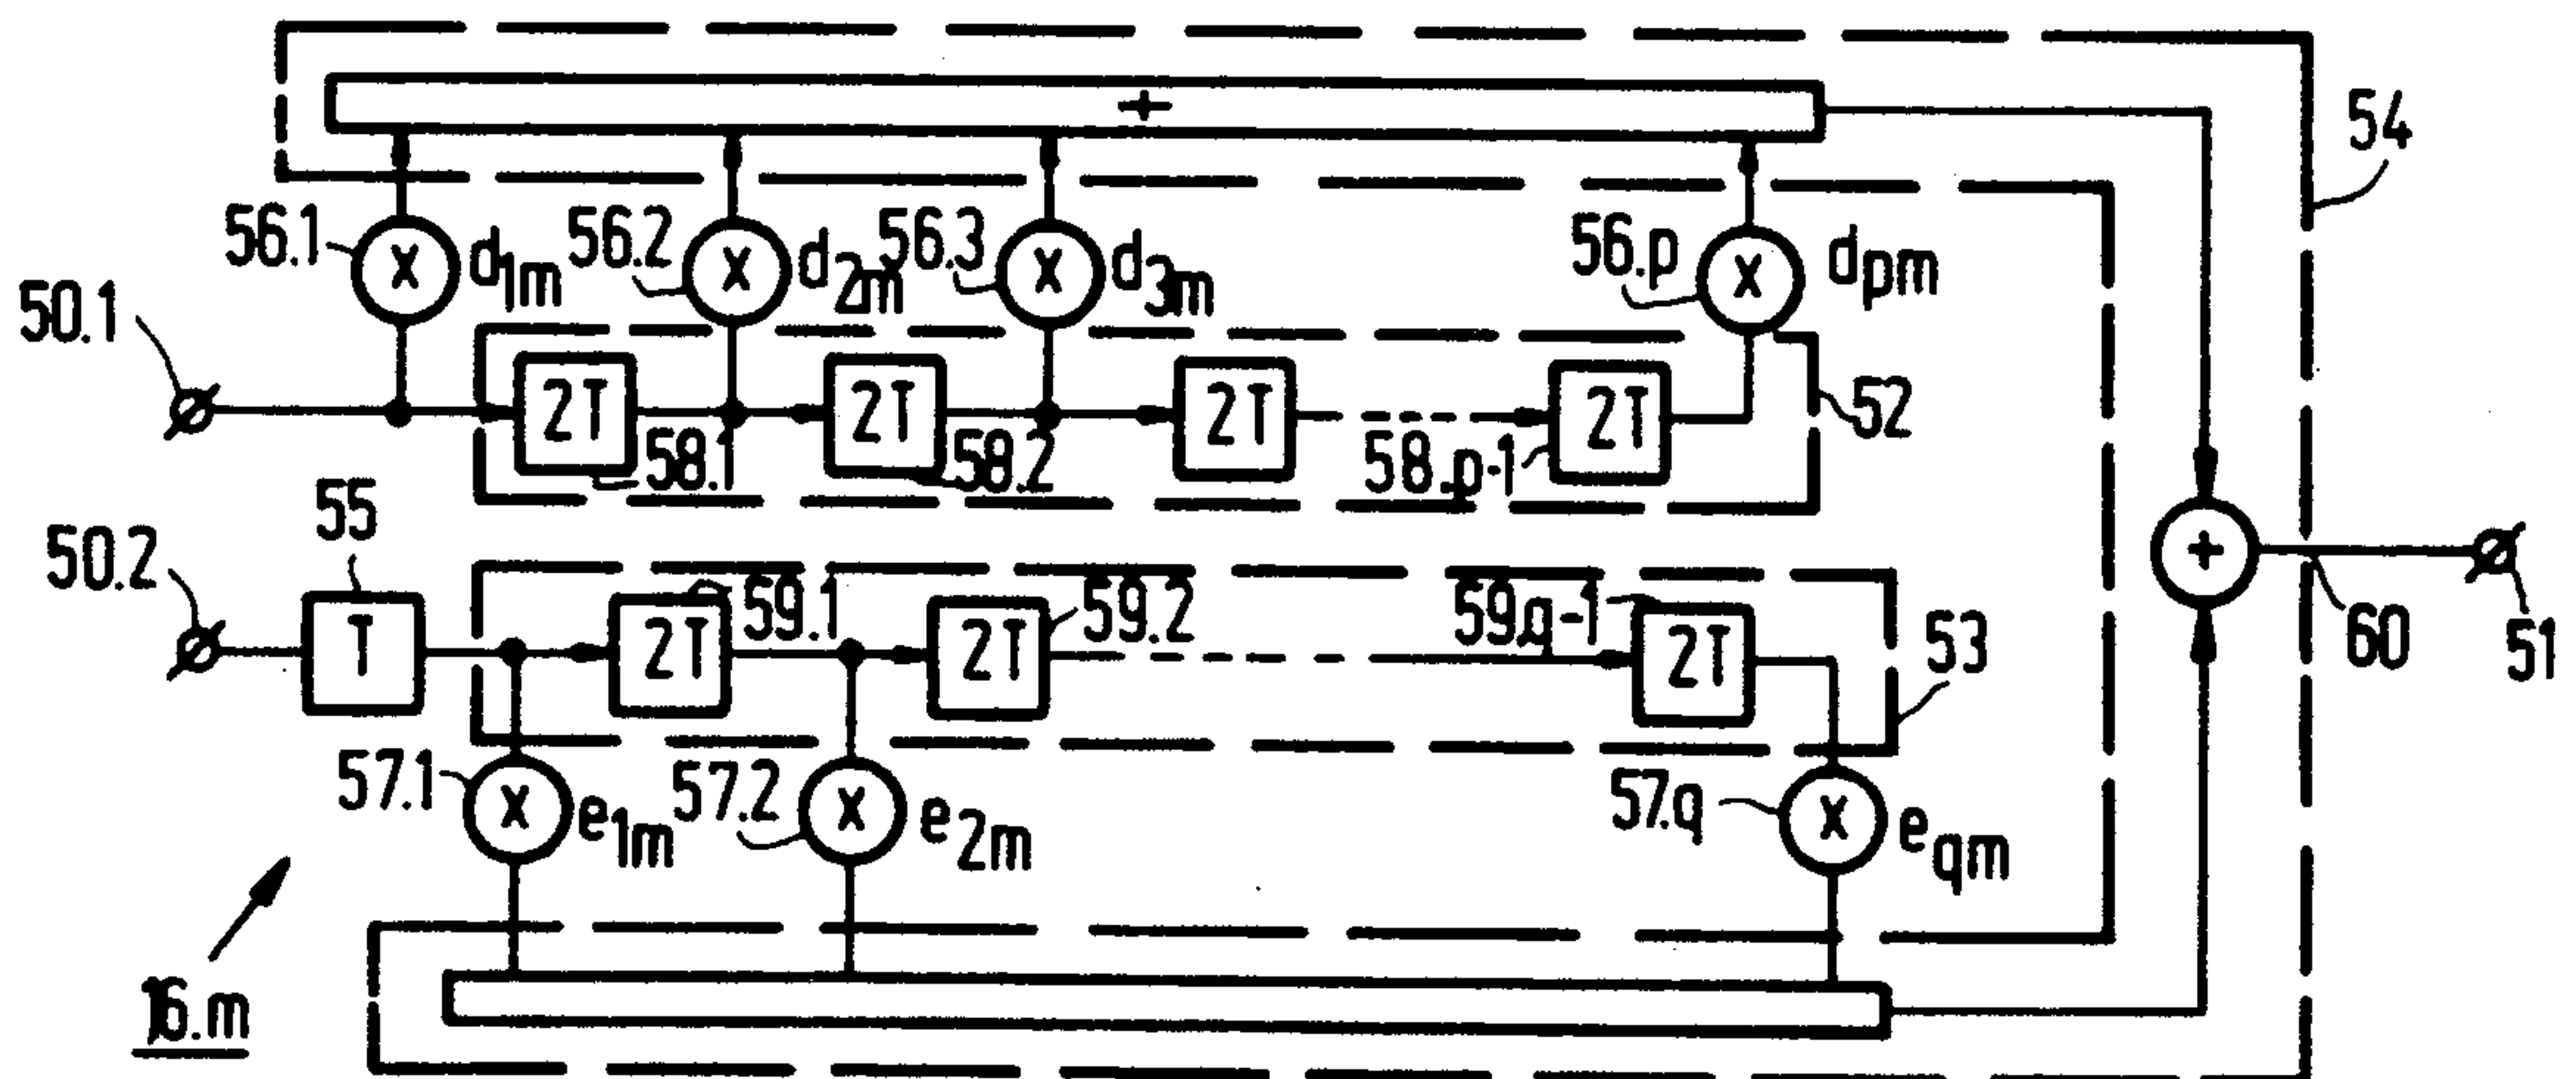 +
54
56.1 X d1m 56.2 X d2m 56.3 X d3m 56.p X dpm
50.1
2T 2T 2T 2T 52
58.1 58.2 58.p-1
50.2 55 T
2T 59.1 2T 59.2 59.q-1 2T 53
+ 60 51
57.1 X e1m 57.2 X e2m 57.q X eqm
16.m